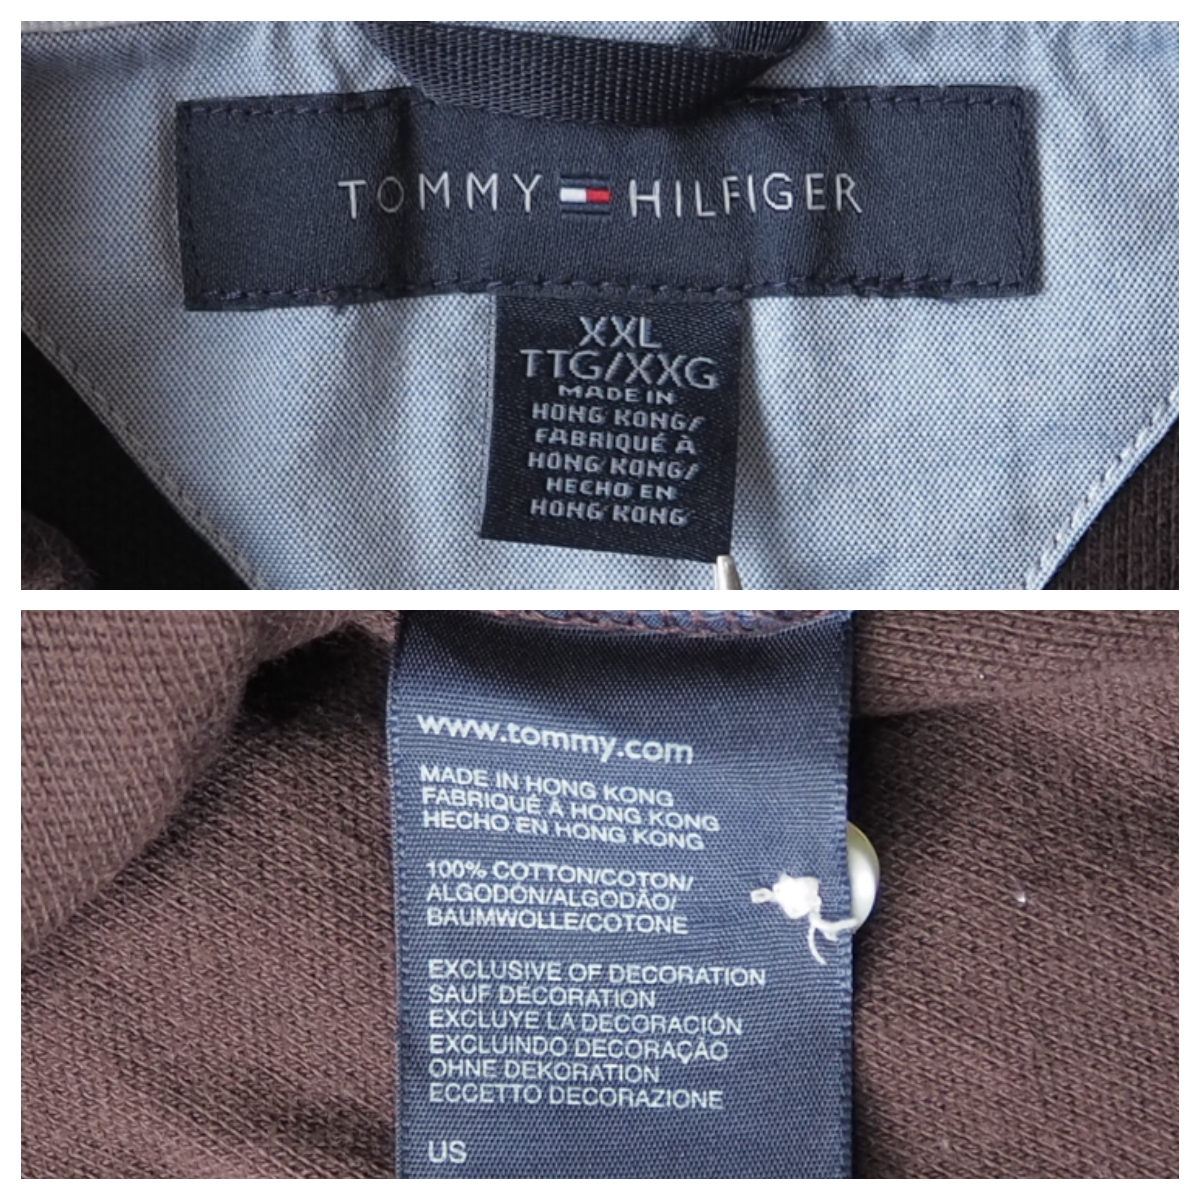 TOMMY HILFIGER
XXL
TTG/XXG
MADE IN
HONG KONG/
FABRIQUÉ À
HONG KONG/
HECHO EN
HONG KONG
www.tommy.com
MADE IN HONG KONG
FABRIQUÉ À HONG KONG
HECHO EN HONG KONG
100% COTTON/COTON/
ALGODÓN/ALGODÃO/
BAUMWOLLE/COTONE
EXCLUSIVE OF DECORATION
SAUF DÉCORATION
EXCLUYE LA DECORACIÓN
EXCLUINDO DECORAÇÃO
OHNE DEKORATION
ECCETTO DECORAZIONE
US